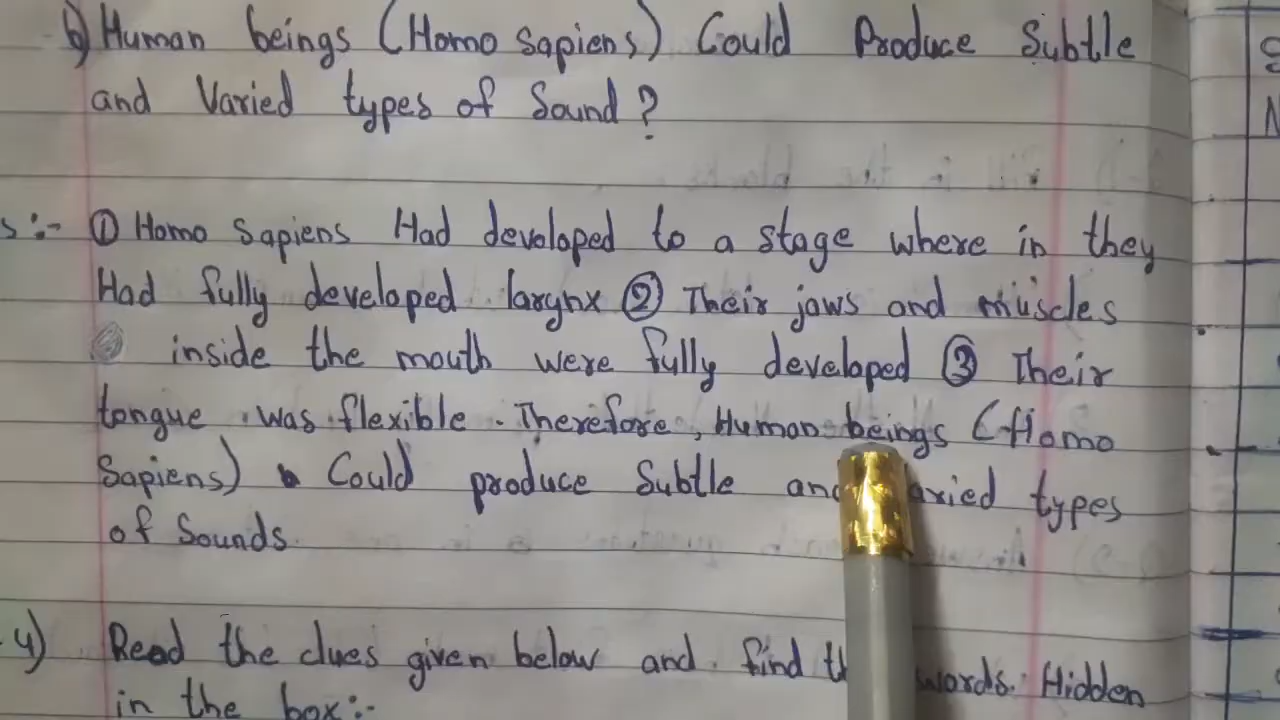 b) Human beings (Homo Sapiens) Could Produce Subtle
and Varied types of Sound?
s:- ① Homo Sapiens Had developed to a stage where in they
Had fully developed larynx ② Their jaws and muscles
inside the mouth were fully developed ③ Their
tongue was flexible. Therefore, Human beings (Homo
Sapiens) Could produce Subtle and varied types
of Sounds.
4) Read the clues given below and find the words Hidden
in the box:-